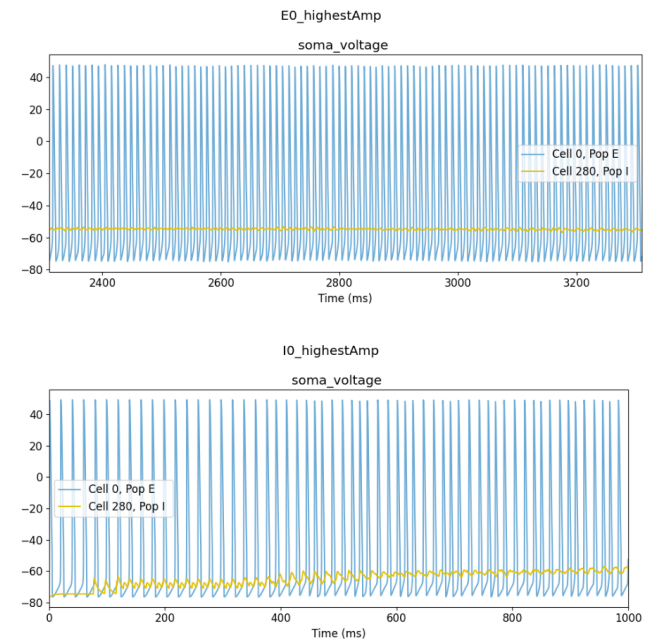 E0_highestAmp
soma_voltage
40
20
0
−20
−40
−60
−80
Cell 0, Pop E
Cell 280, Pop I
2400 2600 2800 3000 3200
Time (ms)
I0_highestAmp
soma_voltage
40
20
0
−20
−40
−60
−80
Cell 0, Pop E
Cell 280, Pop I
0 200 400 600 800 1000
Time (ms)